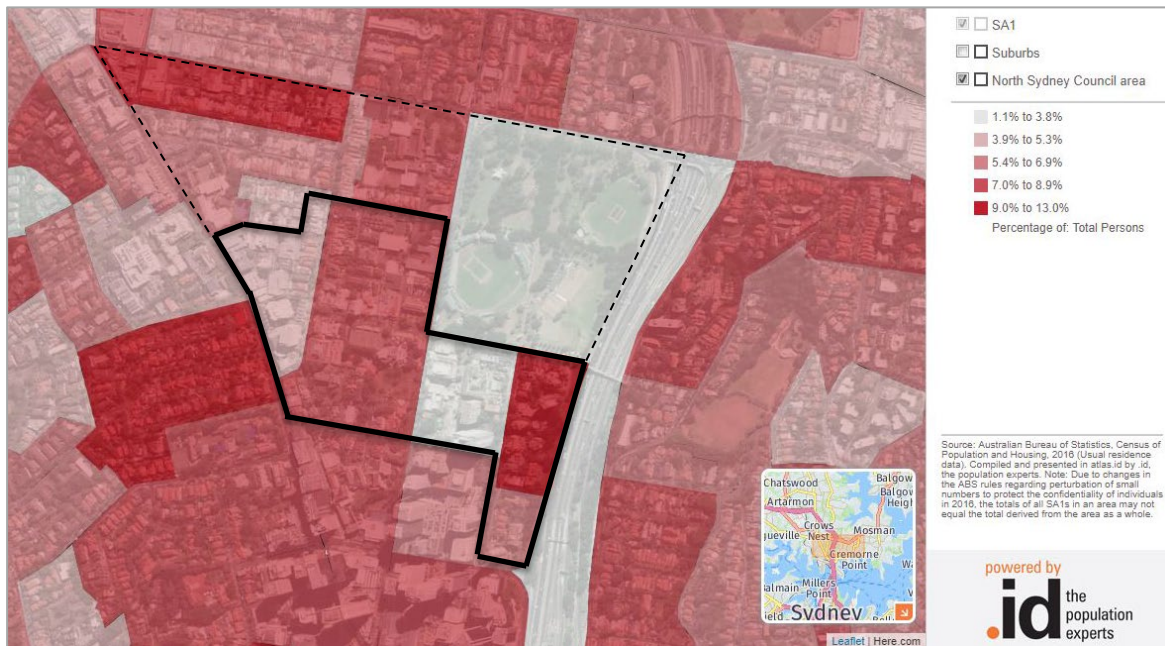 SA1
Suburbs
North Sydney Council area
1.1% to 3.8%
3.9% to 5.3%
5.4% to 6.9%
7.0% to 8.9%
9.0% to 13.0%
Percentage of: Total Persons
Source: Australian Bureau of Statistics, Census of
Population and Housing, 2016 (Usual residence
data). Compiled and presented in atlas.id by .id,
the population experts. Note: Due to changes in
the ABS rules regarding perturbation of small
numbers to protect the confidentiality of individuals
in 2016, the totals of all SA1s in an area may not
equal the total derived from the area as a whole.
Chatswood
Artarmon
Balgow
Balgow
Heigh
gueville
Crows
Nest
Mosman
Cremorne
Point
Balmain
Millers
Point
Sydney
Leaflet | Here.com
powered by
.id the
population
experts